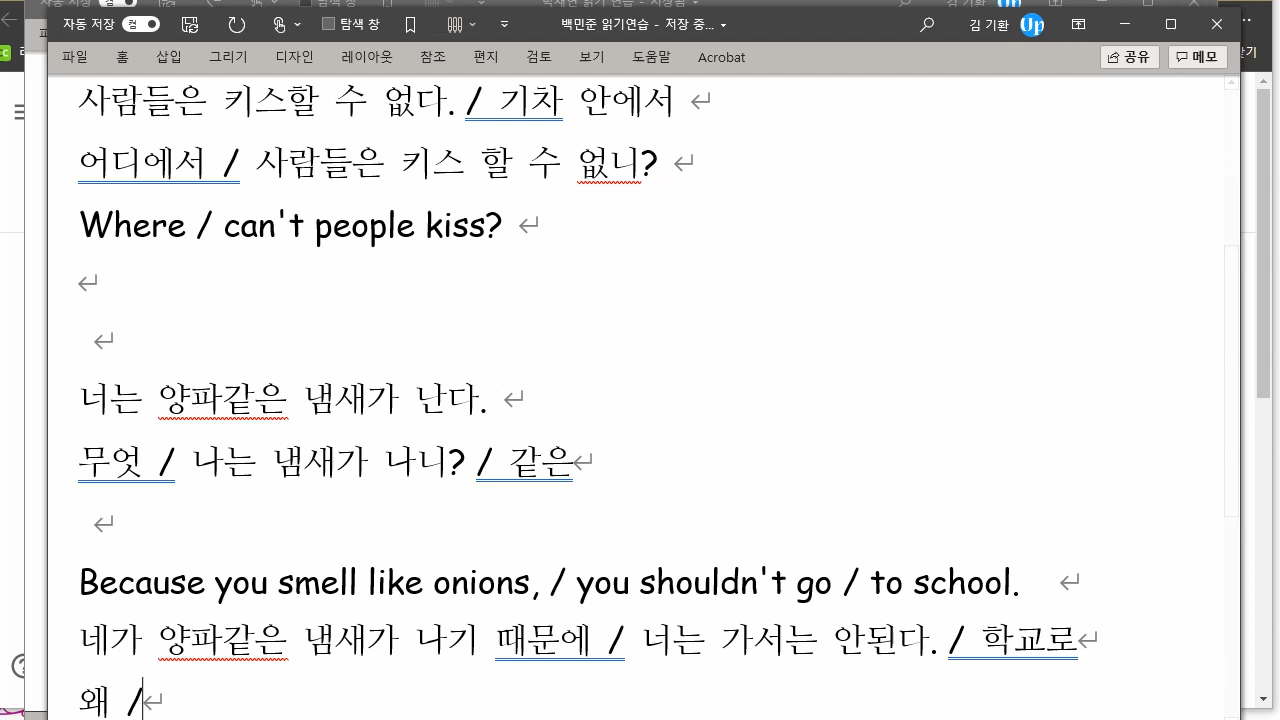 자동 저장 컴 탐색 창 백민준 읽기연습 - 저장 중... 김 기환 Up
파일 홈 삽입 그리기 디자인 레이아웃 참조 편지 검토 보기 도움말 Acrobat 공유 메모
사람들은 키스할 수 없다. / 기차 안에서
어디에서 / 사람들은 키스 할 수 없니?
Where / can't people kiss?
너는 양파같은 냄새가 난다.
무엇 / 나는 냄새가 나니? / 같은
Because you smell like onions, / you shouldn't go / to school.
네가 양파같은 냄새가 나기 때문에 / 너는 가서는 안된다. / 학교로
왜 /